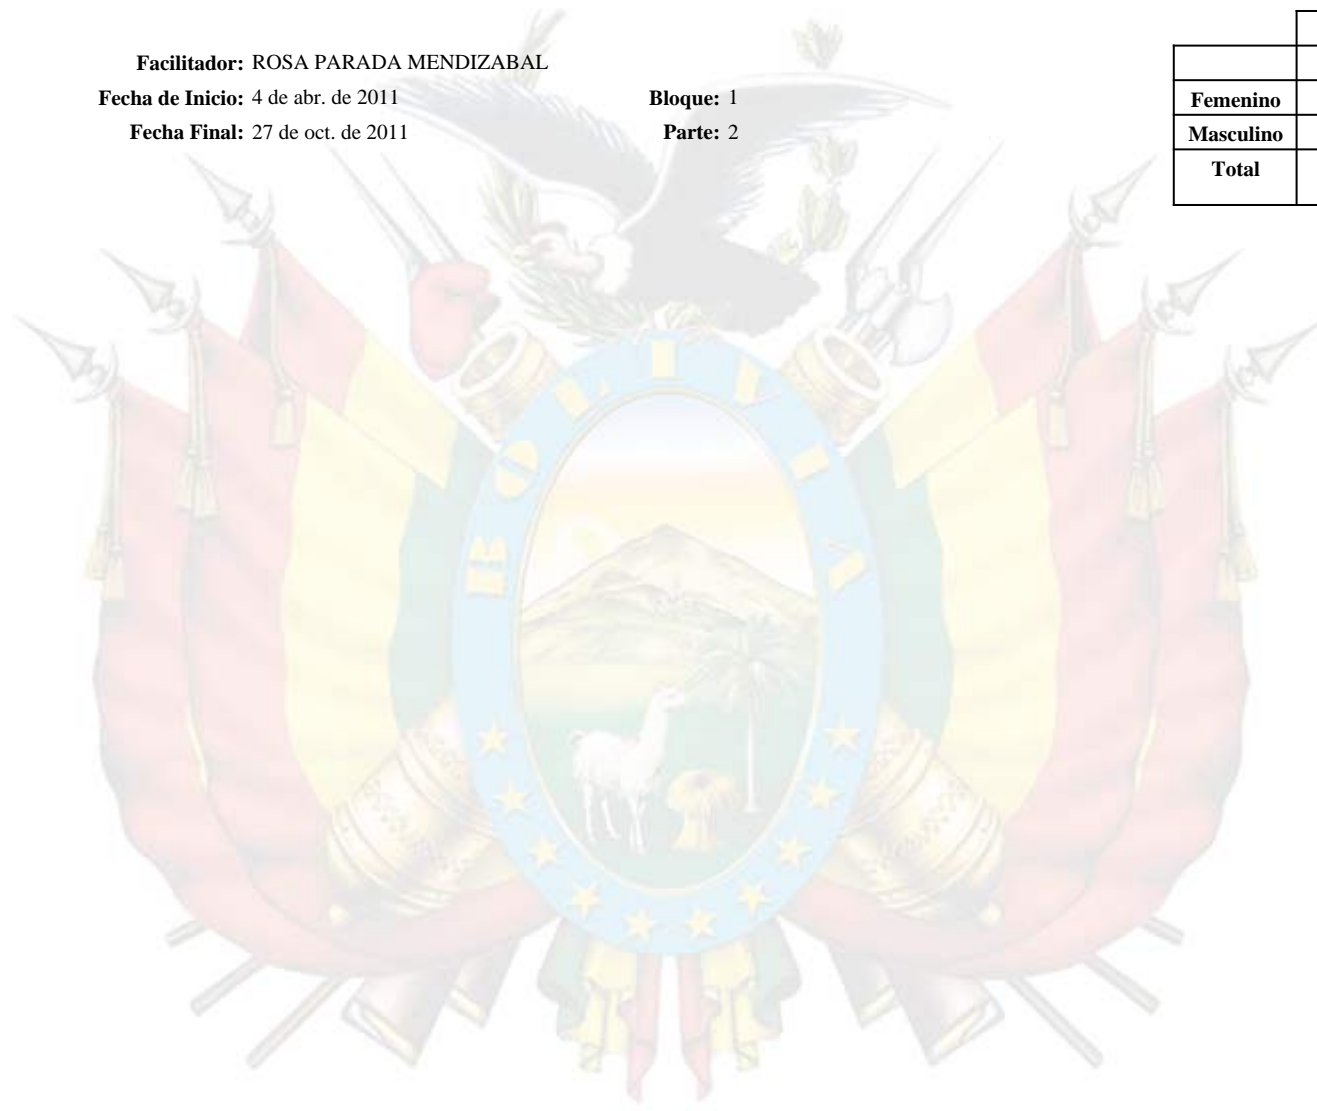 Facilitador: ROSA PARADA MENDIZABAL
Fecha de Inicio: 4 de abr. de 2011 Bloque: 1
Fecha Final: 27 de oct. de 2011 Parte: 2
Femenino
Masculino
Total
BOLIVIA